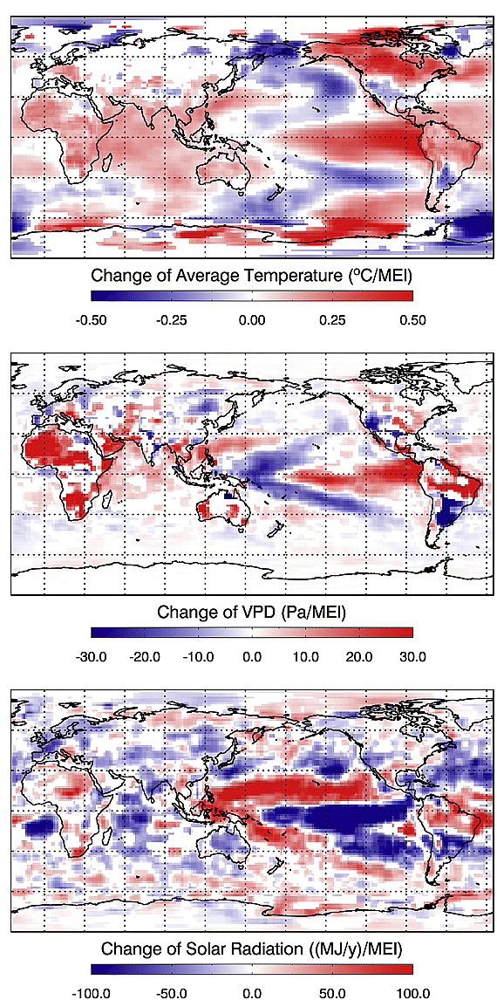 Change of Average Temperature (ºC/MEI)
-0.50 -0.25 0.00 0.25 0.50
Change of VPD (Pa/MEI)
-30.0 -20.0 -10.0 0.0 10.0 20.0 30.0
Change of Solar Radiation ((MJ/y)/MEI)
-100.0 -50.0 0.0 50.0 100.0